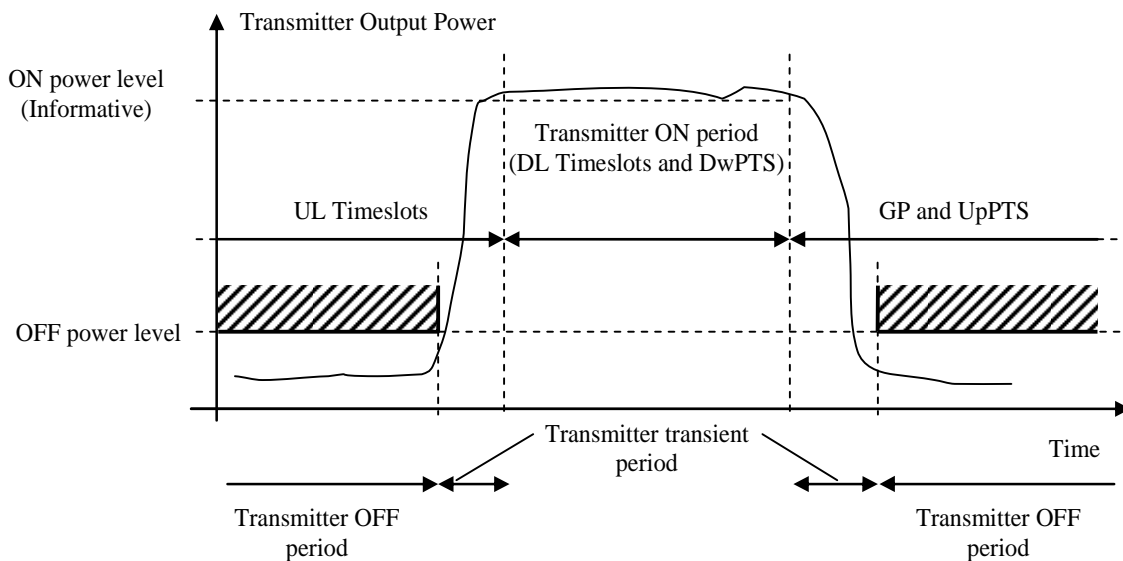 Transmitter Output Power
ON power level
(Informative)
Transmitter ON period
(DL Timeslots and DwPTS)
UL Timeslots
GP and UpPTS
OFF power level
Transmitter transient
period
Time
Transmitter OFF
period
Transmitter OFF
period